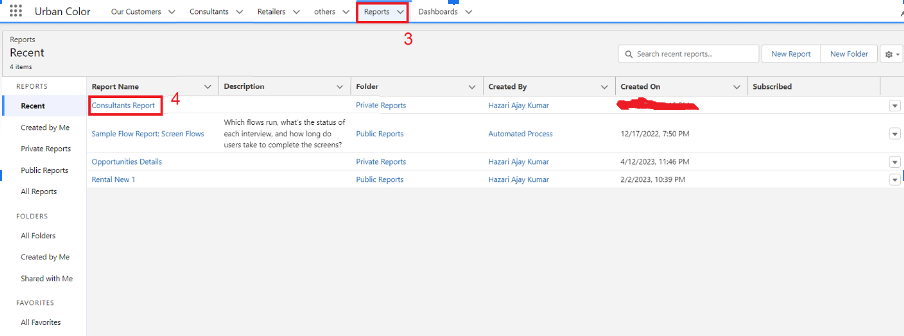 Urban Color Our Customers Consultants Retailers others Reports Dashboards
3
Reports
Recent
4 items
Search recent reports...
New Report
New Folder
REPORTS
Recent
Created by Me
Private Reports
Public Reports
All Reports
FOLDERS
All Folders
Created by Me
Shared with Me
FAVORITES
All Favorites
Report Name Description Folder Created By Created On Subscribed
Consultants Report Private Reports Hazari Ajay Kumar
4
Sample Flow Report: Screen Flows Which flows run, what's the status of each interview, and how long do users take to complete the screens? Public Reports Automated Process 12/17/2022, 7:50 PM
Opportunities Details Private Reports Hazari Ajay Kumar 4/12/2023, 11:46 PM
Rental New 1 Public Reports Hazari Ajay Kumar 2/2/2023, 10:39 PM